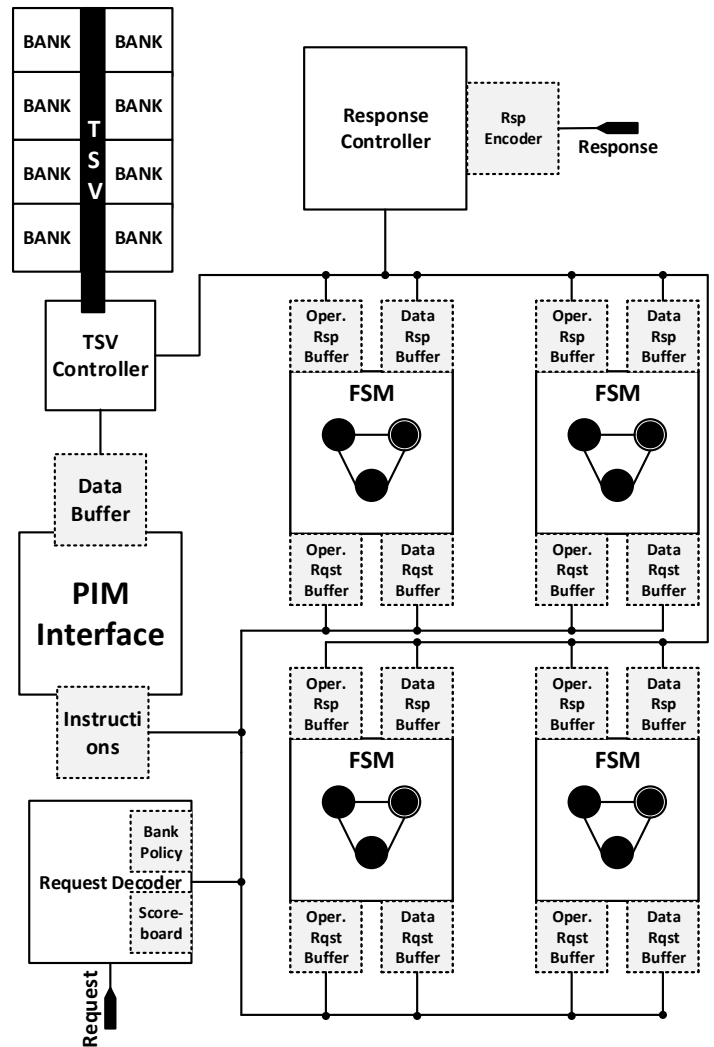 BANK
BANK
BANK
BANK
BANK
BANK
BANK
BANK
T
S
V
Response
Controller
Rsp
Encoder
Response
TSV
Controller
Data
Buffer
PIM
Interface
Instructi
ons
Oper.
Rsp
Buffer
Data
Rsp
Buffer
FSM
Oper.
Rqst
Buffer
Data
Rqst
Buffer
Oper.
Rsp
Buffer
Data
Rsp
Buffer
FSM
Oper.
Rqst
Buffer
Data
Rqst
Buffer
Oper.
Rsp
Buffer
Data
Rsp
Buffer
FSM
Oper.
Rqst
Buffer
Data
Rqst
Buffer
Oper.
Rsp
Buffer
Data
Rsp
Buffer
FSM
Oper.
Rqst
Buffer
Data
Rqst
Buffer
Bank
Policy
Request Decoder
Score-
board
Request